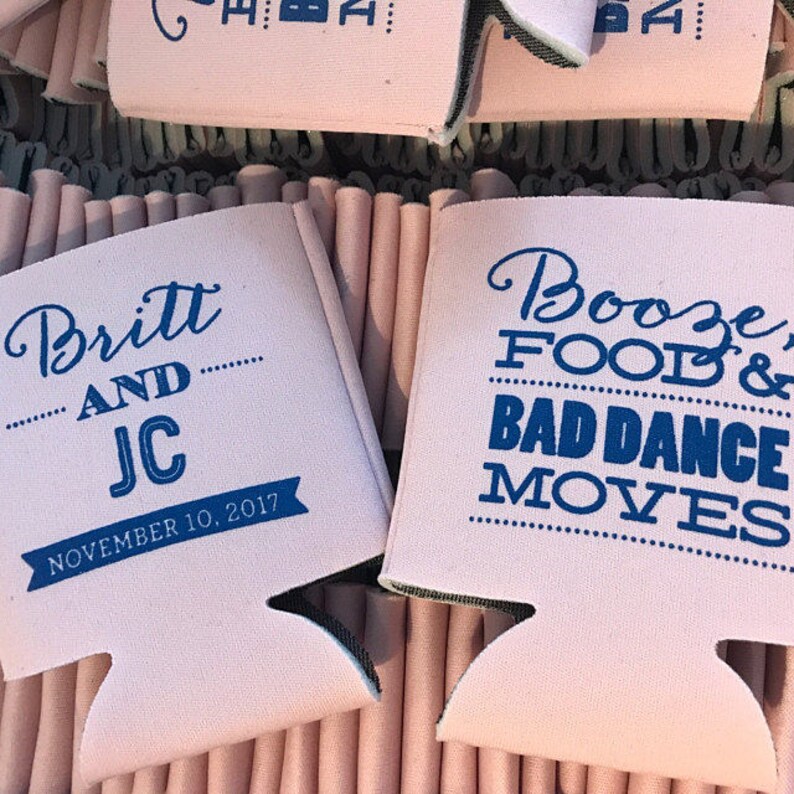 Britt
AND
JC
NOVEMBER 10, 2017
Booze,
FOOD &
BAD DANCE
MOVES